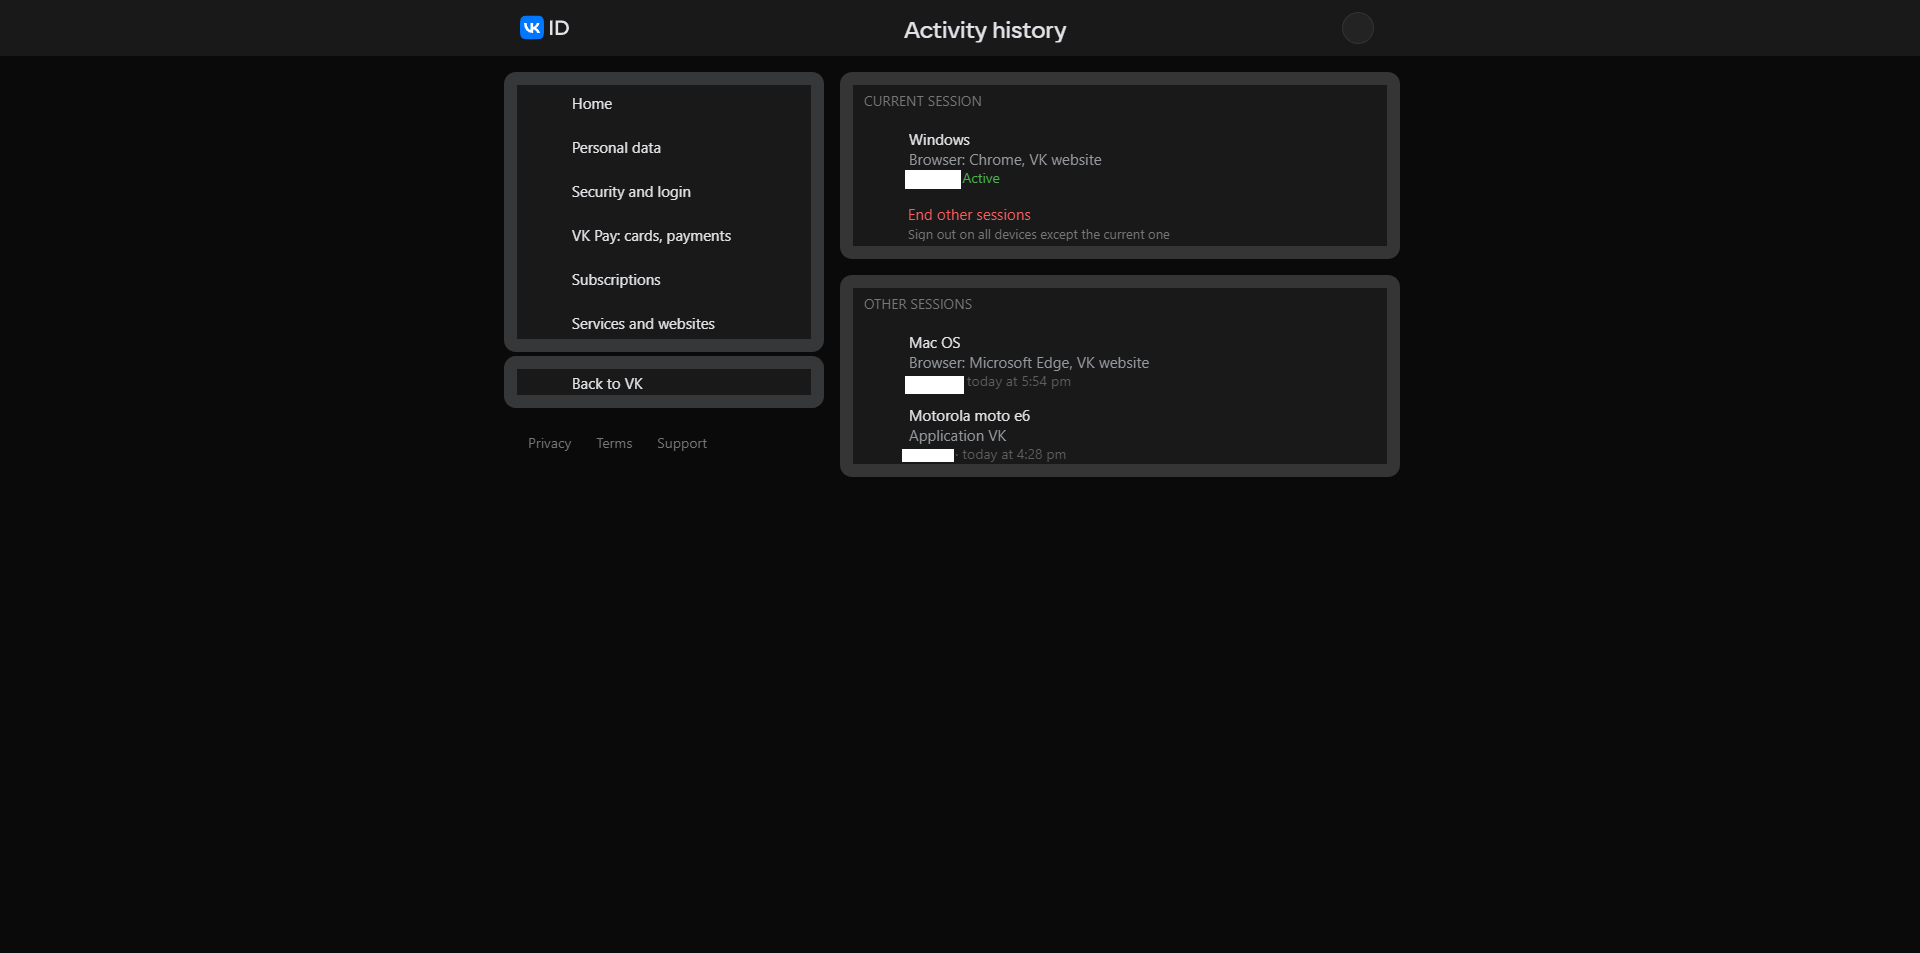 VK ID
Activity history
Home
Personal data
Security and login
VK Pay: cards, payments
Subscriptions
Services and websites
Back to VK
Privacy Terms Support
CURRENT SESSION
Windows
Browser: Chrome, VK website
Active
End other sessions
Sign out on all devices except the current one
OTHER SESSIONS
Mac OS
Browser: Microsoft Edge, VK website
today at 5:54 pm
Motorola moto e6
Application VK
· today at 4:28 pm